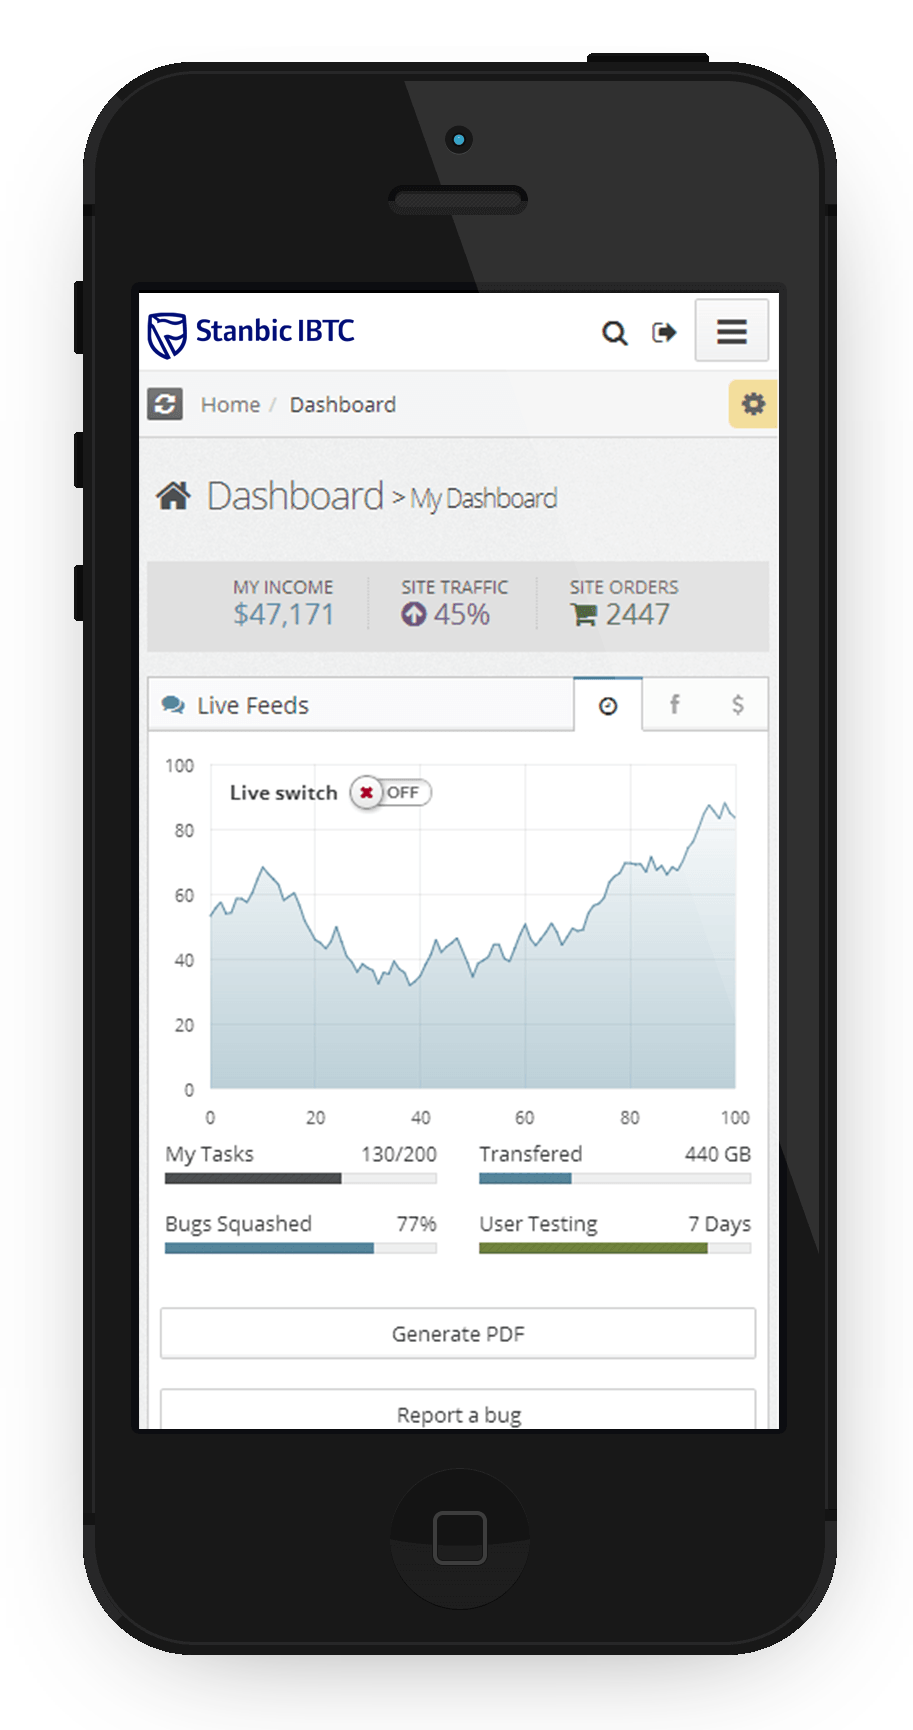 Stanbic IBTC
Home / Dashboard
Dashboard > My Dashboard
MY INCOME SITE TRAFFIC SITE ORDERS
$47,171 45% 2447
Live Feeds f $
100
Live switch OFF
80
60
40
20
0
0 20 40 60 80 100
My Tasks 130/200 Transfered 440 GB
Bugs Squashed 77% User Testing 7 Days
Generate PDF
Report a bug